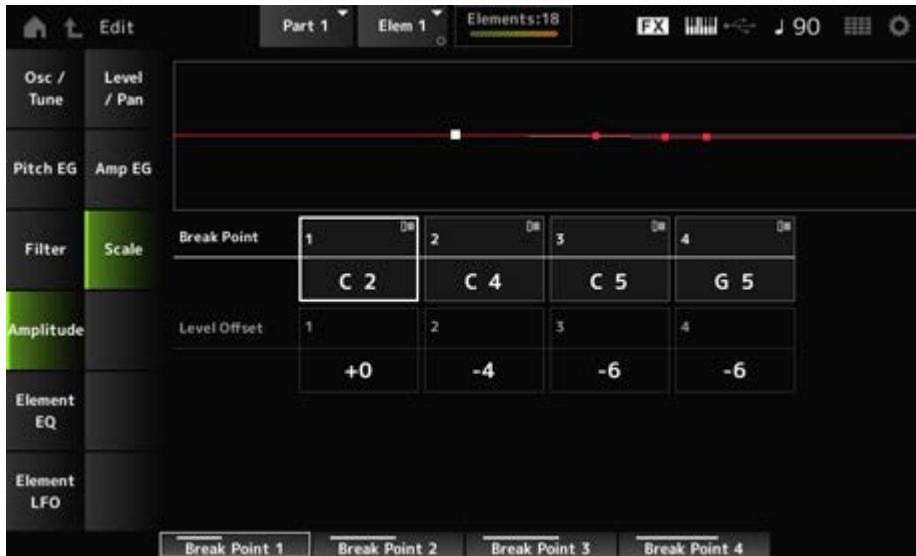 Edit
Part 1
Elem 1
Elements:18
FX
♩ 90
Osc / Tune
Level / Pan
Pitch EG
Amp EG
Filter
Scale
Break Point
1
2
3
4
C 2
C 4
C 5
G 5
Amplitude
Level Offset
1
2
3
4
+0
-4
-6
-6
Element EQ
Element LFO
Break Point 1
Break Point 2
Break Point 3
Break Point 4